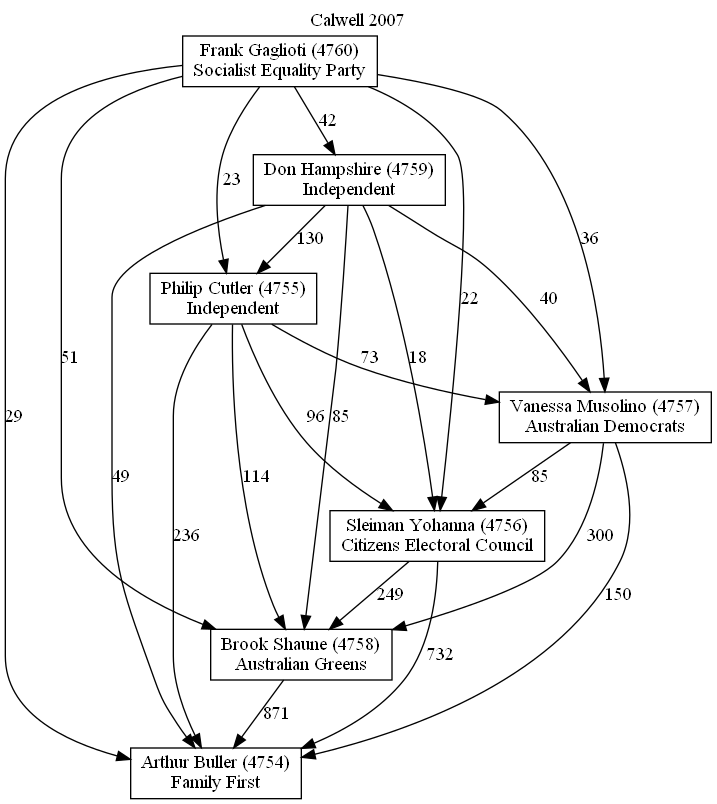 Calwell 2007
Frank Gaglioti (4760)
Socialist Equality Party
42
Don Hampshire (4759)
Independent
23
130
36
Philip Cutler (4755)
Independent
22
40
51
73
18
29
96
85
Vanessa Musolino (4757)
Australian Democrats
49
114
85
236
Sleiman Yohanna (4756)
Citizens Electoral Council
300
249
150
Brook Shaune (4758)
Australian Greens
732
871
Arthur Buller (4754)
Family First